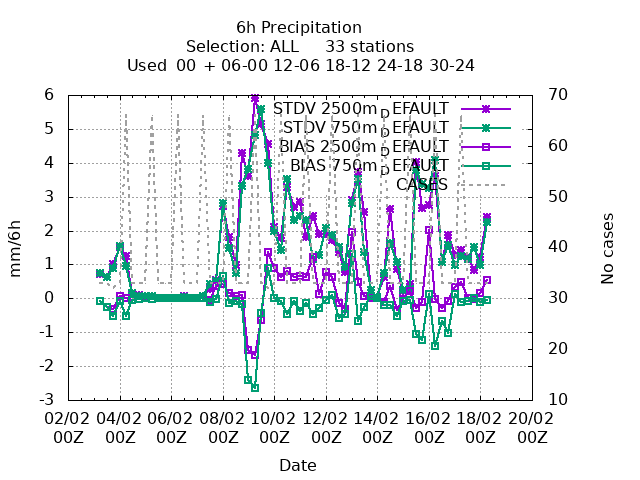 6h Precipitation
Selection: ALL 33 stations
Used 00 + 06-00 12-06 18-12 24-18 30-24
STDV 2500m_DEFAULT
STDV 750m_DEFAULT
BIAS 2500m_DEFAULT
BIAS 750m_DEFAULT
CASES
mm/6h
6
5
4
3
2
1
0
-1
-2
-3
No cases
70
60
50
40
30
20
10
02/02 04/02 06/02 08/02 10/02 12/02 14/02 16/02 18/02 20/02
00Z 00Z 00Z 00Z 00Z 00Z 00Z 00Z 00Z 00Z
Date